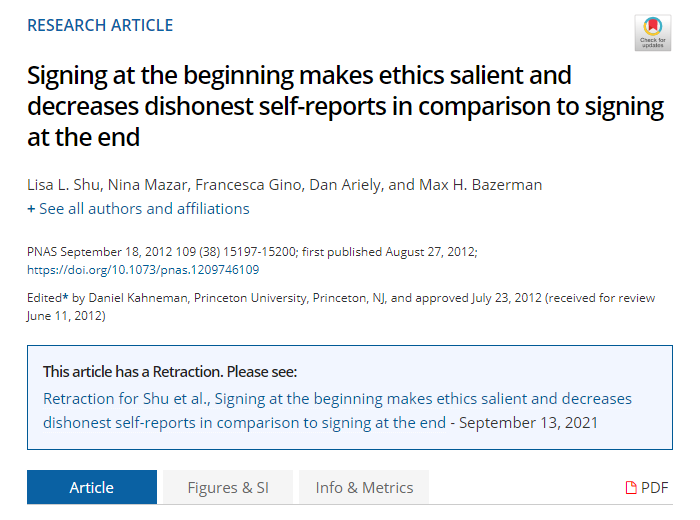 RESEARCH ARTICLE
Check for
updates
Signing at the beginning makes ethics salient and
decreases dishonest self-reports in comparison to signing
at the end
Lisa L. Shu, Nina Mazar, Francesca Gino, Dan Ariely, and Max H. Bazerman
+ See all authors and affiliations
PNAS September 18, 2012 109 (38) 15197-15200; first published August 27, 2012;
https://doi.org/10.1073/pnas.1209746109
Edited* by Daniel Kahneman, Princeton University, Princeton, NJ, and approved July 23, 2012 (received for review
June 11, 2012)
This article has a Retraction. Please see:
Retraction for Shu et al., Signing at the beginning makes ethics salient and decreases
dishonest self-reports in comparison to signing at the end - September 13, 2021
Article Figures & SI Info & Metrics PDF